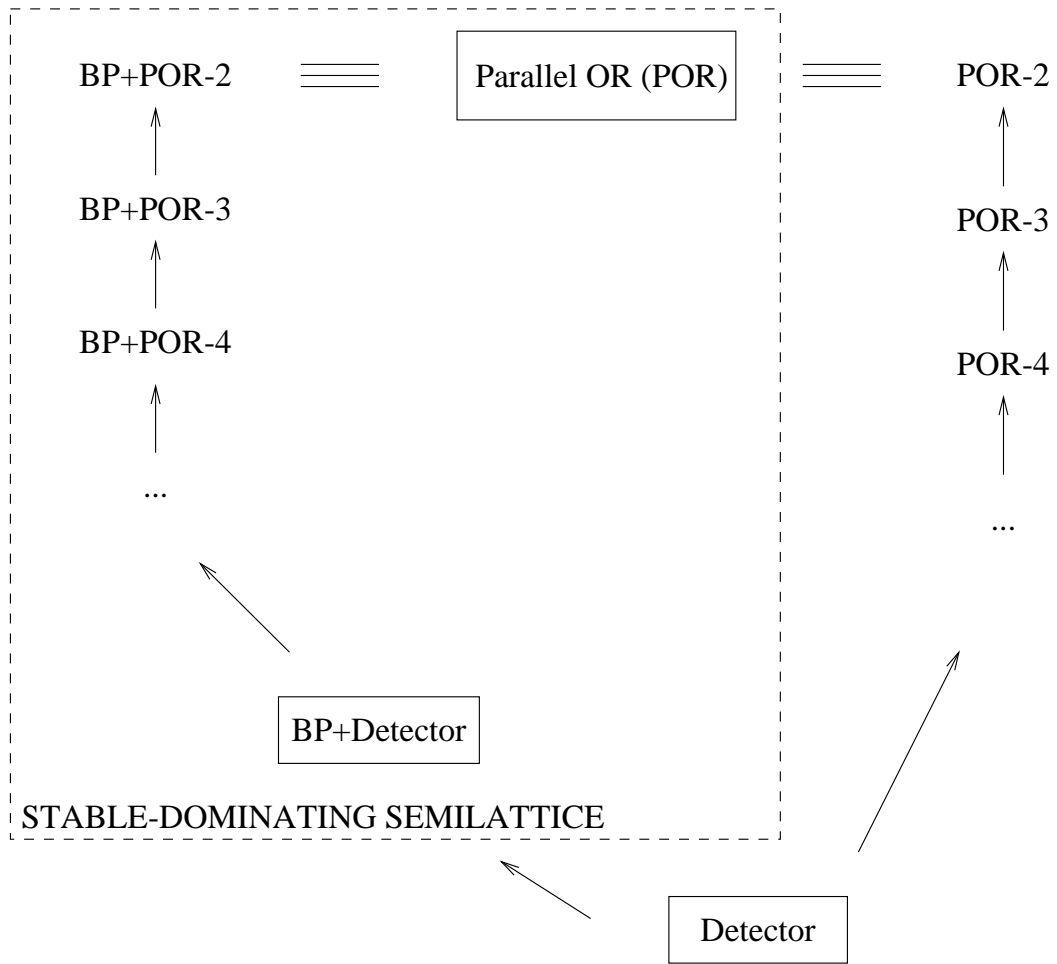 BP+POR-2
Parallel OR (POR)
POR-2
BP+POR-3
POR-3
BP+POR-4
POR-4
...
...
BP+Detector
STABLE-DOMINATING SEMILATTICE
Detector